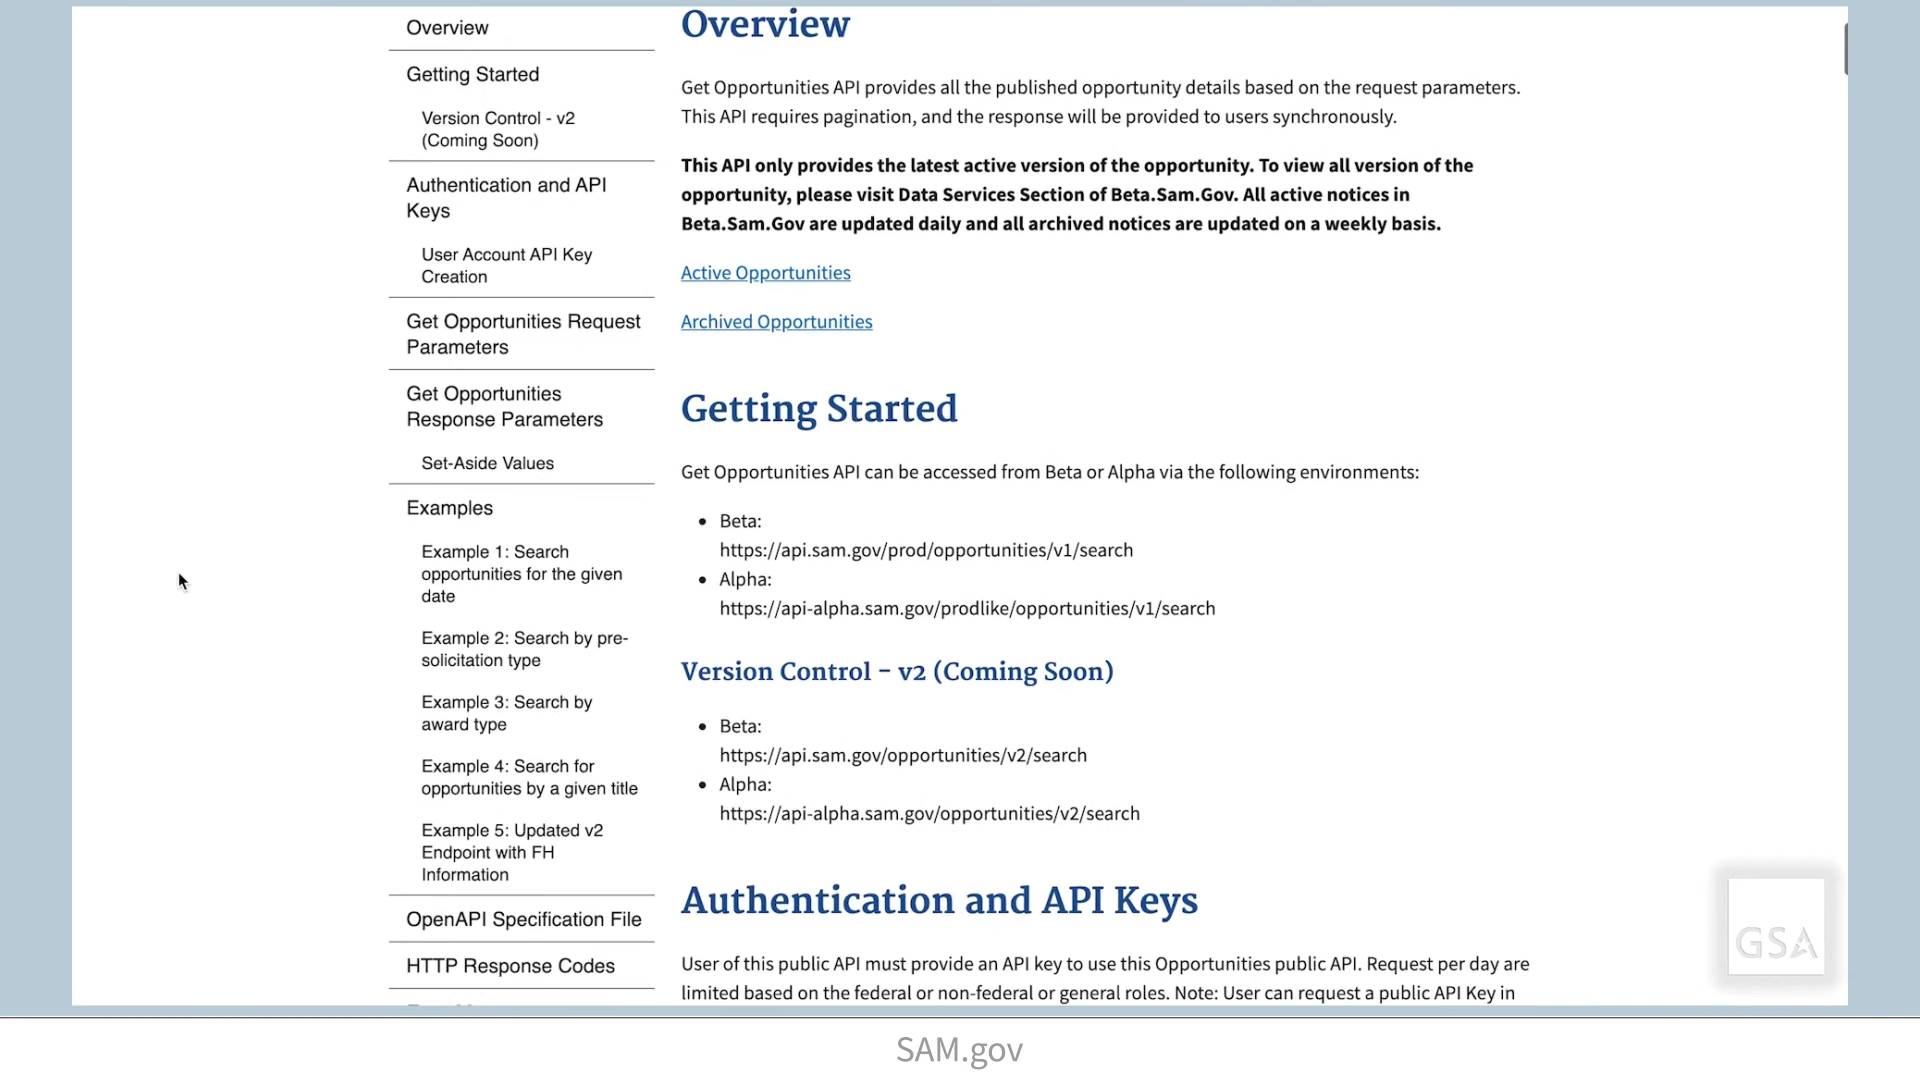 Overview
Getting Started
Version Control - v2
(Coming Soon)
Authentication and API
Keys
User Account API Key
Creation
Get Opportunities Request
Parameters
Get Opportunities
Response Parameters
Set-Aside Values
Examples
Example 1: Search
opportunities for the given
date
Example 2: Search by pre-
solicitation type
Example 3: Search by
award type
Example 4: Search for
opportunities by a given title
Example 5: Updated v2
Endpoint with FH
Information
OpenAPI Specification File
HTTP Response Codes
Overview
Get Opportunities API provides all the published opportunity details based on the request parameters.
This API requires pagination, and the response will be provided to users synchronously.
This API only provides the latest active version of the opportunity. To view all version of the
opportunity, please visit Data Services Section of Beta.Sam.Gov. All active notices in
Beta.Sam.Gov are updated daily and all archived notices are updated on a weekly basis.
Active Opportunities
Archived Opportunities
Getting Started
Get Opportunities API can be accessed from Beta or Alpha via the following environments:
• Beta:
https://api.sam.gov/prod/opportunities/v1/search
• Alpha:
https://api-alpha.sam.gov/prodlike/opportunities/v1/search
Version Control - v2 (Coming Soon)
• Beta:
https://api.sam.gov/opportunities/v2/search
• Alpha:
https://api-alpha.sam.gov/opportunities/v2/search
Authentication and API Keys
User of this public API must provide an API key to use this Opportunities public API. Request per day are
limited based on the federal or non-federal or general roles. Note: User can request a public API Key in
GSA
SAM.gov